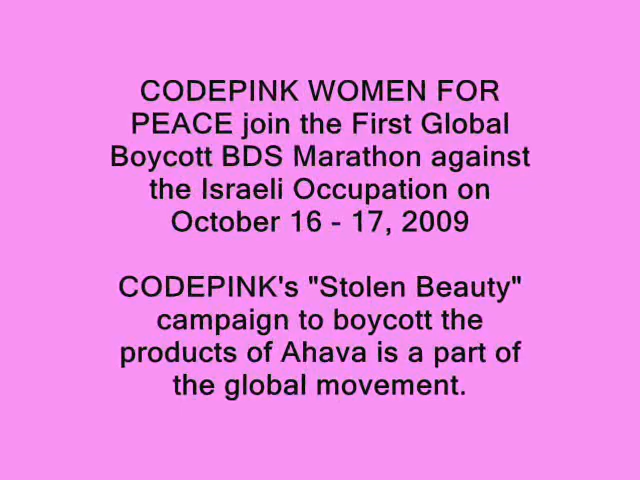 CODEPINK WOMEN FOR
PEACE join the First Global
Boycott BDS Marathon against
the Israeli Occupation on
October 16 - 17, 2009
CODEPINK's "Stolen Beauty"
campaign to boycott the
products of Ahava is a part of
the global movement.